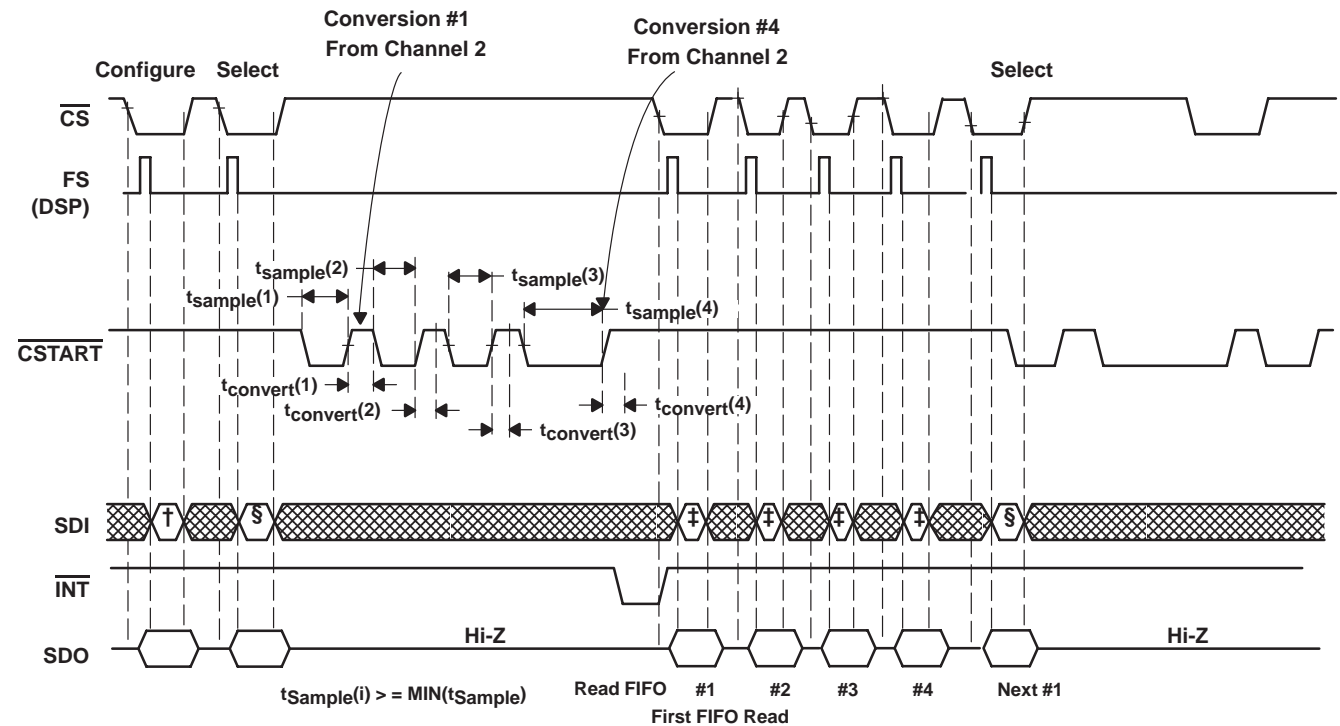 Conversion #1
From Channel 2
Conversion #4
From Channel 2
Configure Select Select
CS
FS
(DSP)
tsample(2)
tsample(3)
tsample(1)
tsample(4)
CSTART
tconvert(1)
tconvert(2)
tconvert(4)
tconvert(3)
SDI † § ‡ ‡ ‡ ‡ §
INT
Hi-Z Hi-Z
SDO
tSample(i) > = MIN(tSample) Read FIFO #1 #2 #3 #4 Next #1
First FIFO Read